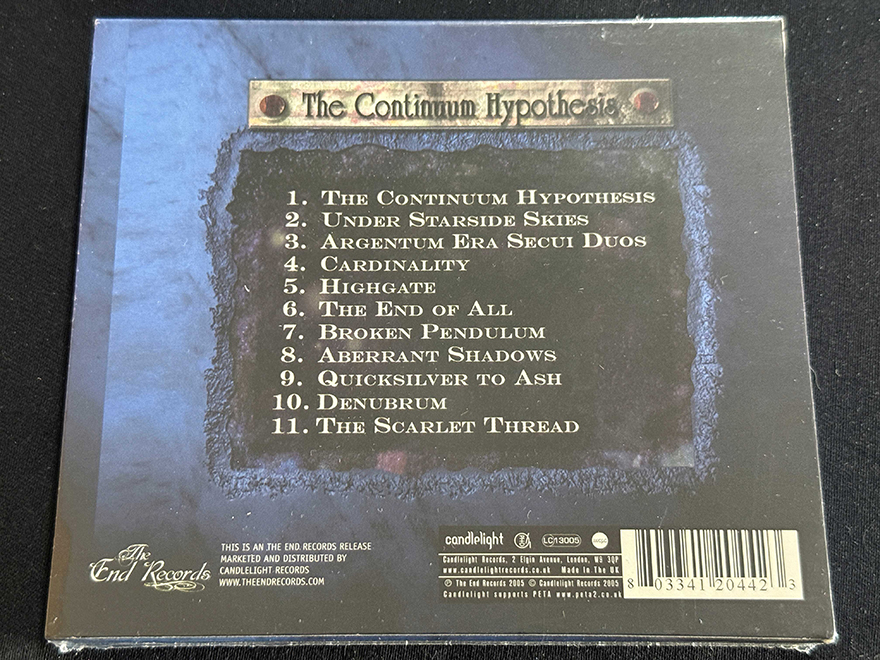 The Continuum Hypothesis
1. The Continuum Hypothesis
2. Under Starside Skies
3. Argentum Era Secui Duos
4. Cardinality
5. Highgate
6. The End of All
7. Broken Pendulum
8. Aberrant Shadows
9. Quicksilver to Ash
10. Denubrum
11. The Scarlet Thread
The End Records
THIS IS AN THE END RECORDS RELEASE
MARKETED AND DISTRIBUTED BY
CANDLELIGHT RECORDS
WWW.THEENDRECORDS.COM
candlelight LC13005
Candlelight Records, 2 Elgin Avenue, London, W9 3QP
www.candlelightrecords.co.uk Made In The UK
℗ The End Records 2005 © Candlelight Records 2005
Candlelight supports PETA www.peta2.co.uk
8 03341 20442 3